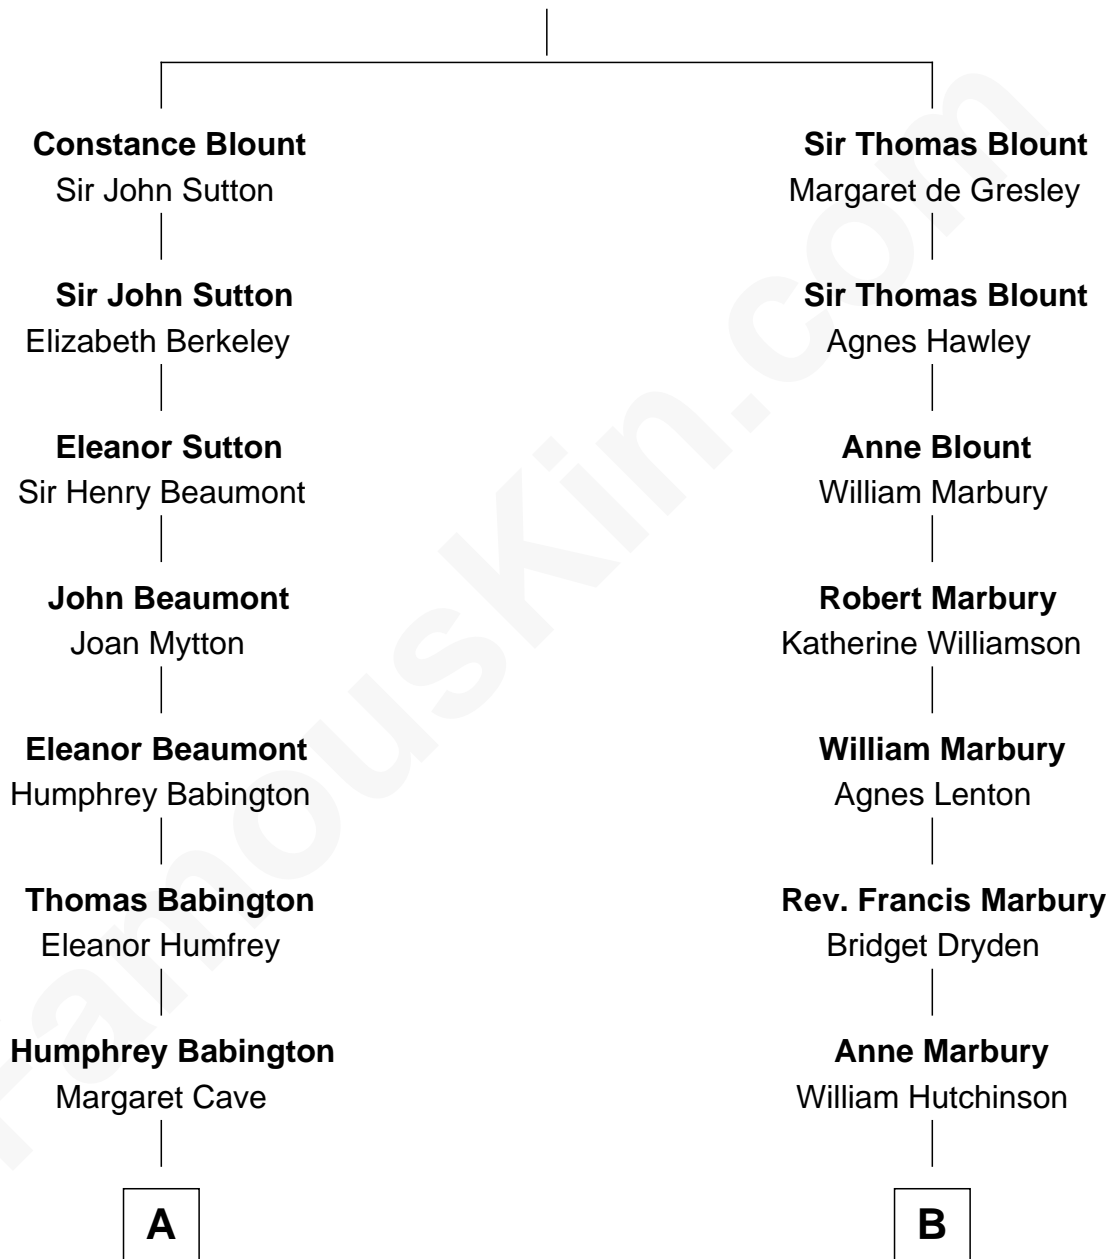 Constance Blount
Sir John Sutton
Sir John Sutton
Elizabeth Berkeley
Eleanor Sutton
Sir Henry Beaumont
John Beaumont
Joan Mytton
Eleanor Beaumont
Humphrey Babington
Thomas Babington
Eleanor Humfrey
Humphrey Babington
Margaret Cave
A
Sir Thomas Blount
Margaret de Gresley
Sir Thomas Blount
Agnes Hawley
Anne Blount
William Marbury
Robert Marbury
Katherine Williamson
William Marbury
Agnes Lenton
Rev. Francis Marbury
Bridget Dryden
Anne Marbury
William Hutchinson
B
FamousKin.com